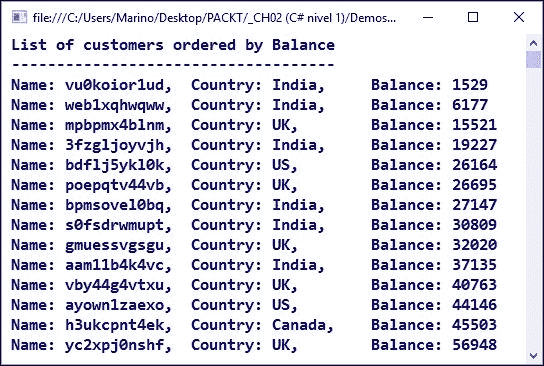 file:///C:/Users/Marino/Desktop/PACKT/_CH02 (C# nivel 1)/Demos...
List of customers ordered by Balance
------------------------------------
Name: vu0koior1ud,  Country: India,     Balance: 1529
Name: web1xqhwqww,  Country: India,     Balance: 6177
Name: mpbpmx4blnm,  Country: UK,        Balance: 15521
Name: 3fzgljoyvjh,  Country: India,     Balance: 19227
Name: bdflj5ykl0k,  Country: US,        Balance: 26164
Name: poepqtv44vb,  Country: UK,        Balance: 26695
Name: bpmsovel0bq,  Country: India,     Balance: 27147
Name: s0fsdrwmupt,  Country: India,     Balance: 30809
Name: gmuessvgsgu,  Country: UK,        Balance: 32020
Name: aam11b4k4vc,  Country: India,     Balance: 37135
Name: vby44g4vtxu,  Country: UK,        Balance: 40763
Name: ayown1zaexo,  Country: US,        Balance: 44146
Name: h3ukcpnt4ek,  Country: Canada,    Balance: 45503
Name: yc2xpj0nshf,  Country: UK,        Balance: 56948